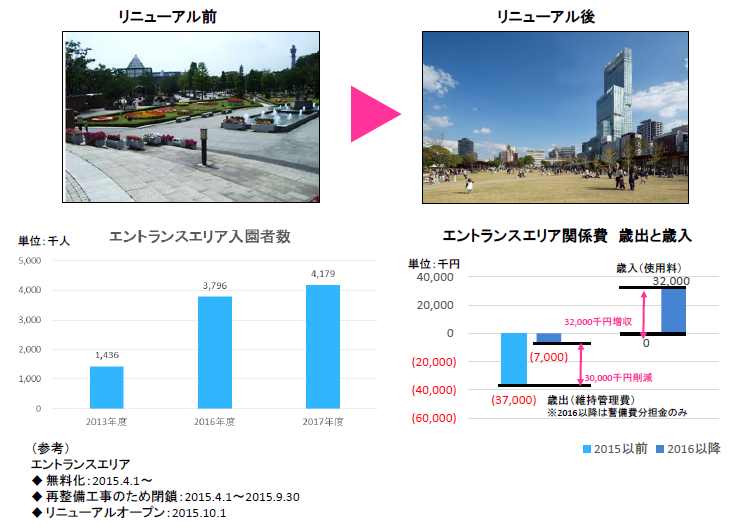 リニューアル前
リニューアル後
単位：千人
エントランスエリア入園者数
5,000
4,000
3,000
2,000
1,000
0
1,436
3,796
4,179
2013年度
2016年度
2017年度
エントランスエリア関係費　歳出と歳入
単位：千円
40,000
20,000
0
(20,000)
(40,000)
(60,000)
歳入（使用料）
32,000
32,000千円増収
0
(7,000)
30,000千円削減
(37,000)
歳出（維持管理費）
※2016以降は警備費分担金のみ
2015以前
2016以降
（参考）
エントランスエリア
◆ 無料化：2015.4.1～
◆ 再整備工事のため閉鎖：2015.4.1～2015.9.30
◆ リニューアルオープン：2015.10.1